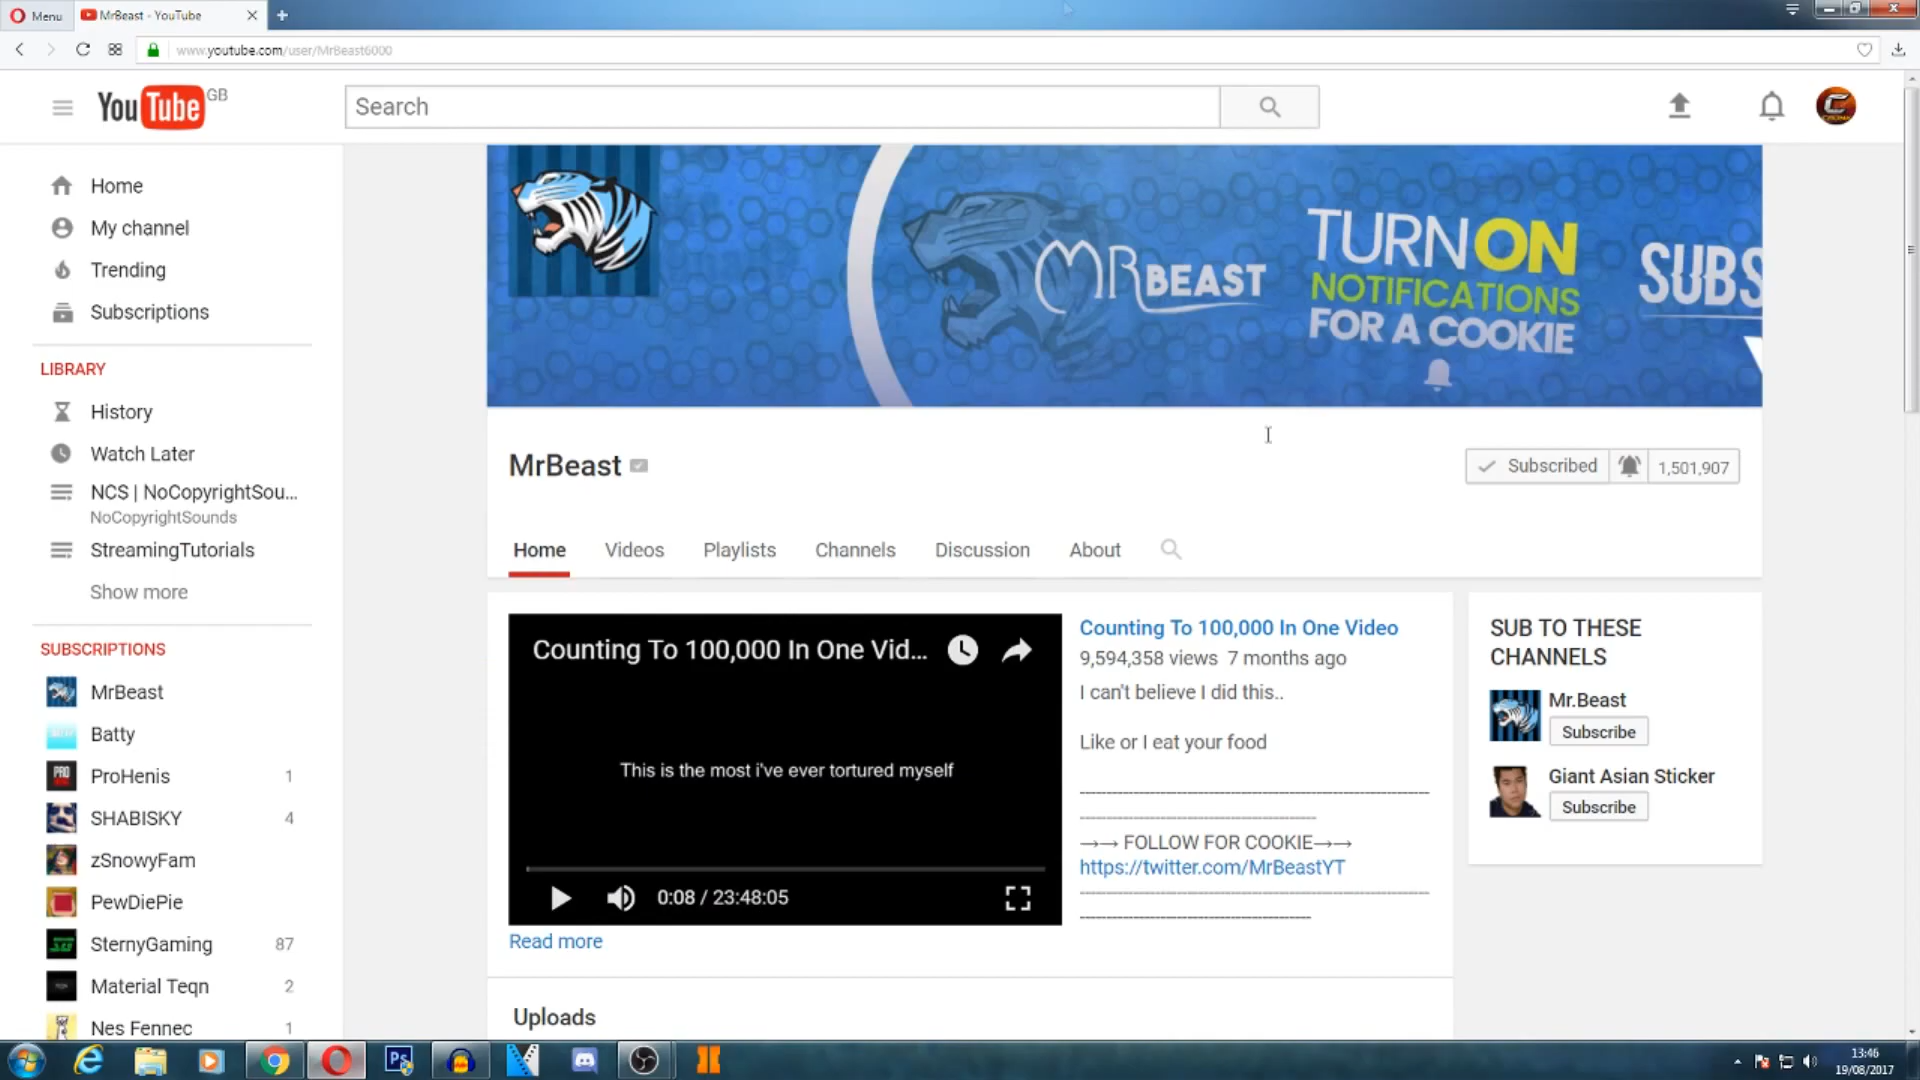 Menu
MrBeast - YouTube
www.youtube.com/user/MrBeast6000
YouTube GB
Search
Home
My channel
Trending
Subscriptions
LIBRARY
History
Watch Later
NCS | NoCopyrightSou...
NoCopyrightSounds
StreamingTutorials
Show more
SUBSCRIPTIONS
MrBeast
Batty
ProHenis 1
SHABISKY 4
zSnowyFam
PewDiePie
SternyGaming 87
Material Teqn 2
Nes Fennec 1
MRBEAST
TURN ON
NOTIFICATIONS
FOR A COOKIE
SUBS
MrBeast
Subscribed 1,501,907
Home Videos Playlists Channels Discussion About
Counting To 100,000 In One Vid...
This is the most i've ever tortured myself
0:08 / 23:48:05
Read more
Counting To 100,000 In One Video
9,594,358 views 7 months ago
I can't believe I did this..
Like or I eat your food
→→ FOLLOW FOR COOKIE→→
https://twitter.com/MrBeastYT
SUB TO THESE
CHANNELS
Mr.Beast
Subscribe
Giant Asian Sticker
Subscribe
Uploads
13:46
19/08/2017